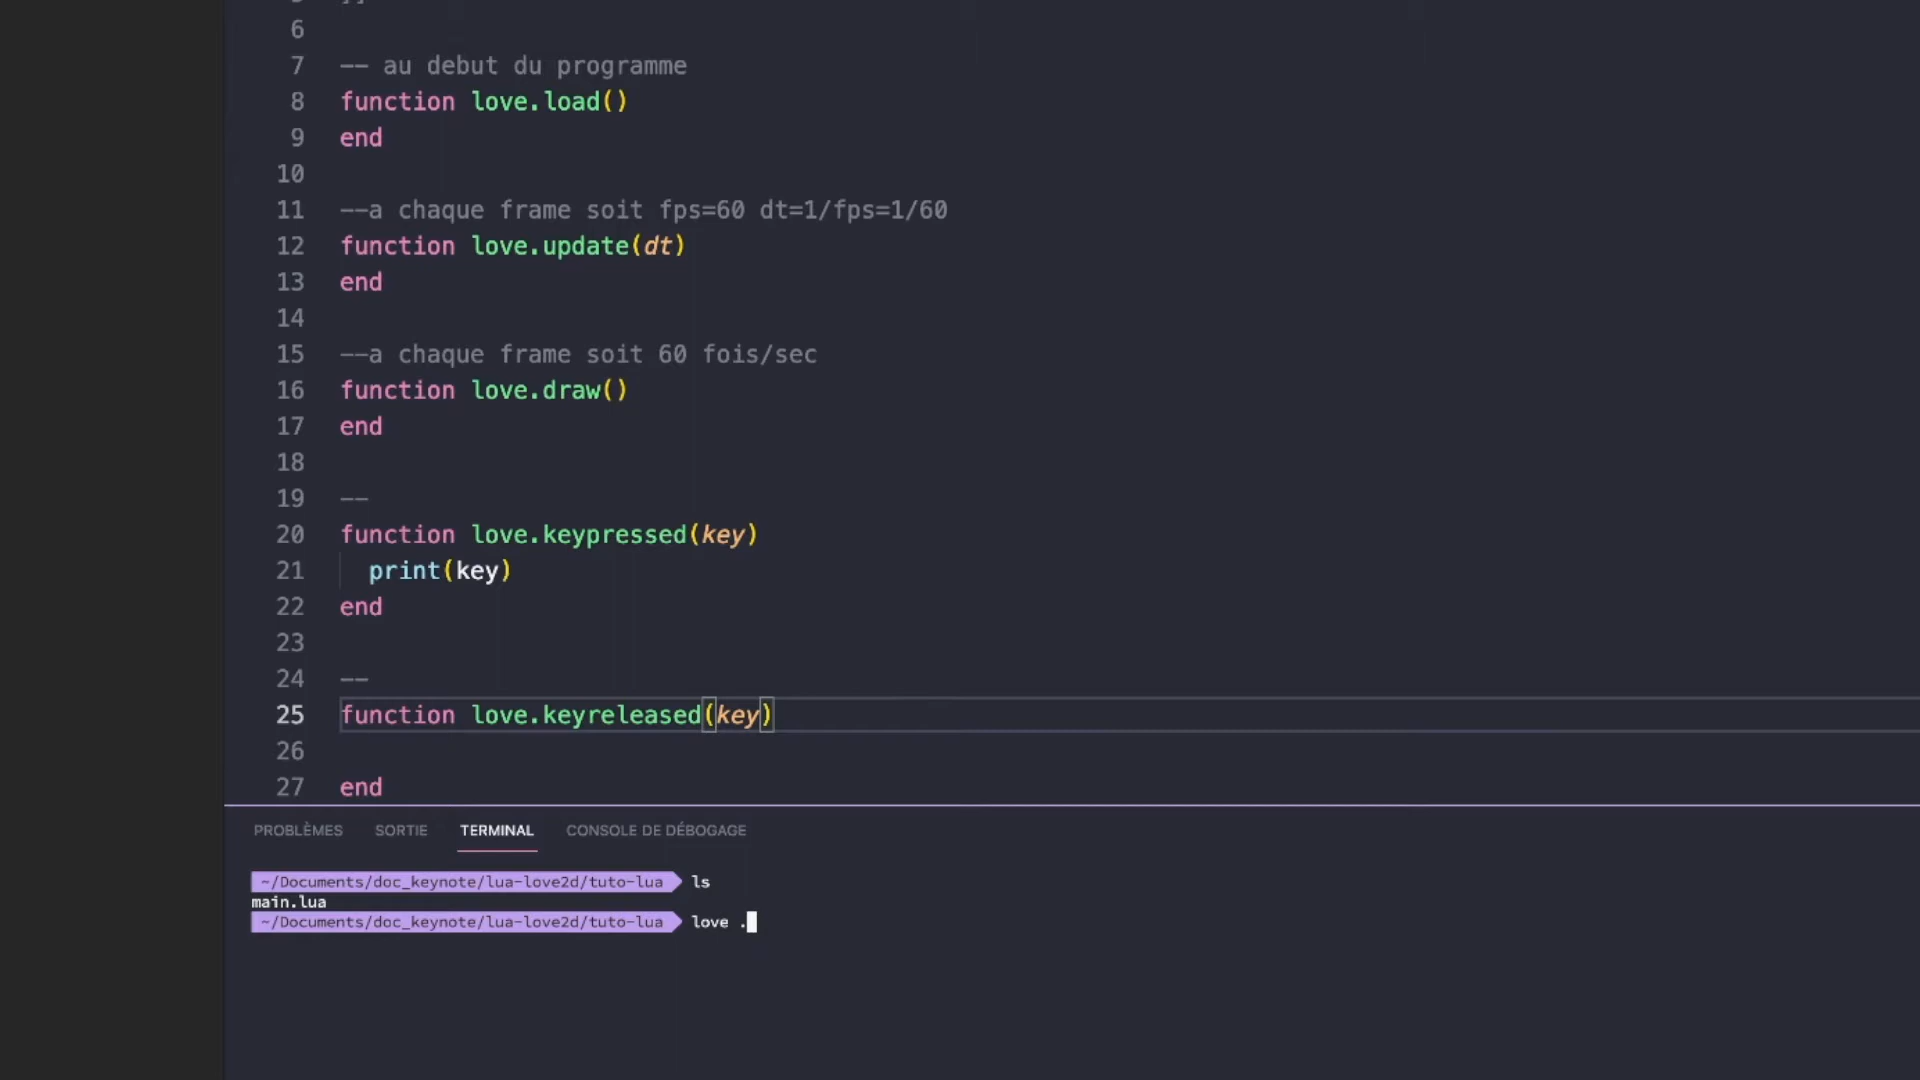 6
7 -- au debut du programme
8 function love.load()
9 end
10
11 --a chaque frame soit fps=60 dt=1/fps=1/60
12 function love.update(dt)
13 end
14
15 --a chaque frame soit 60 fois/sec
16 function love.draw()
17 end
18
19 --
20 function love.keypressed(key)
21 print(key)
22 end
23
24 --
25 function love.keyreleased(key)
26
27 end
PROBLÈMES SORTIE TERMINAL CONSOLE DE DÉBOGAGE
~/Documents/doc_keynote/lua-love2d/tuto-lua ls
main.lua
~/Documents/doc_keynote/lua-love2d/tuto-lua love .